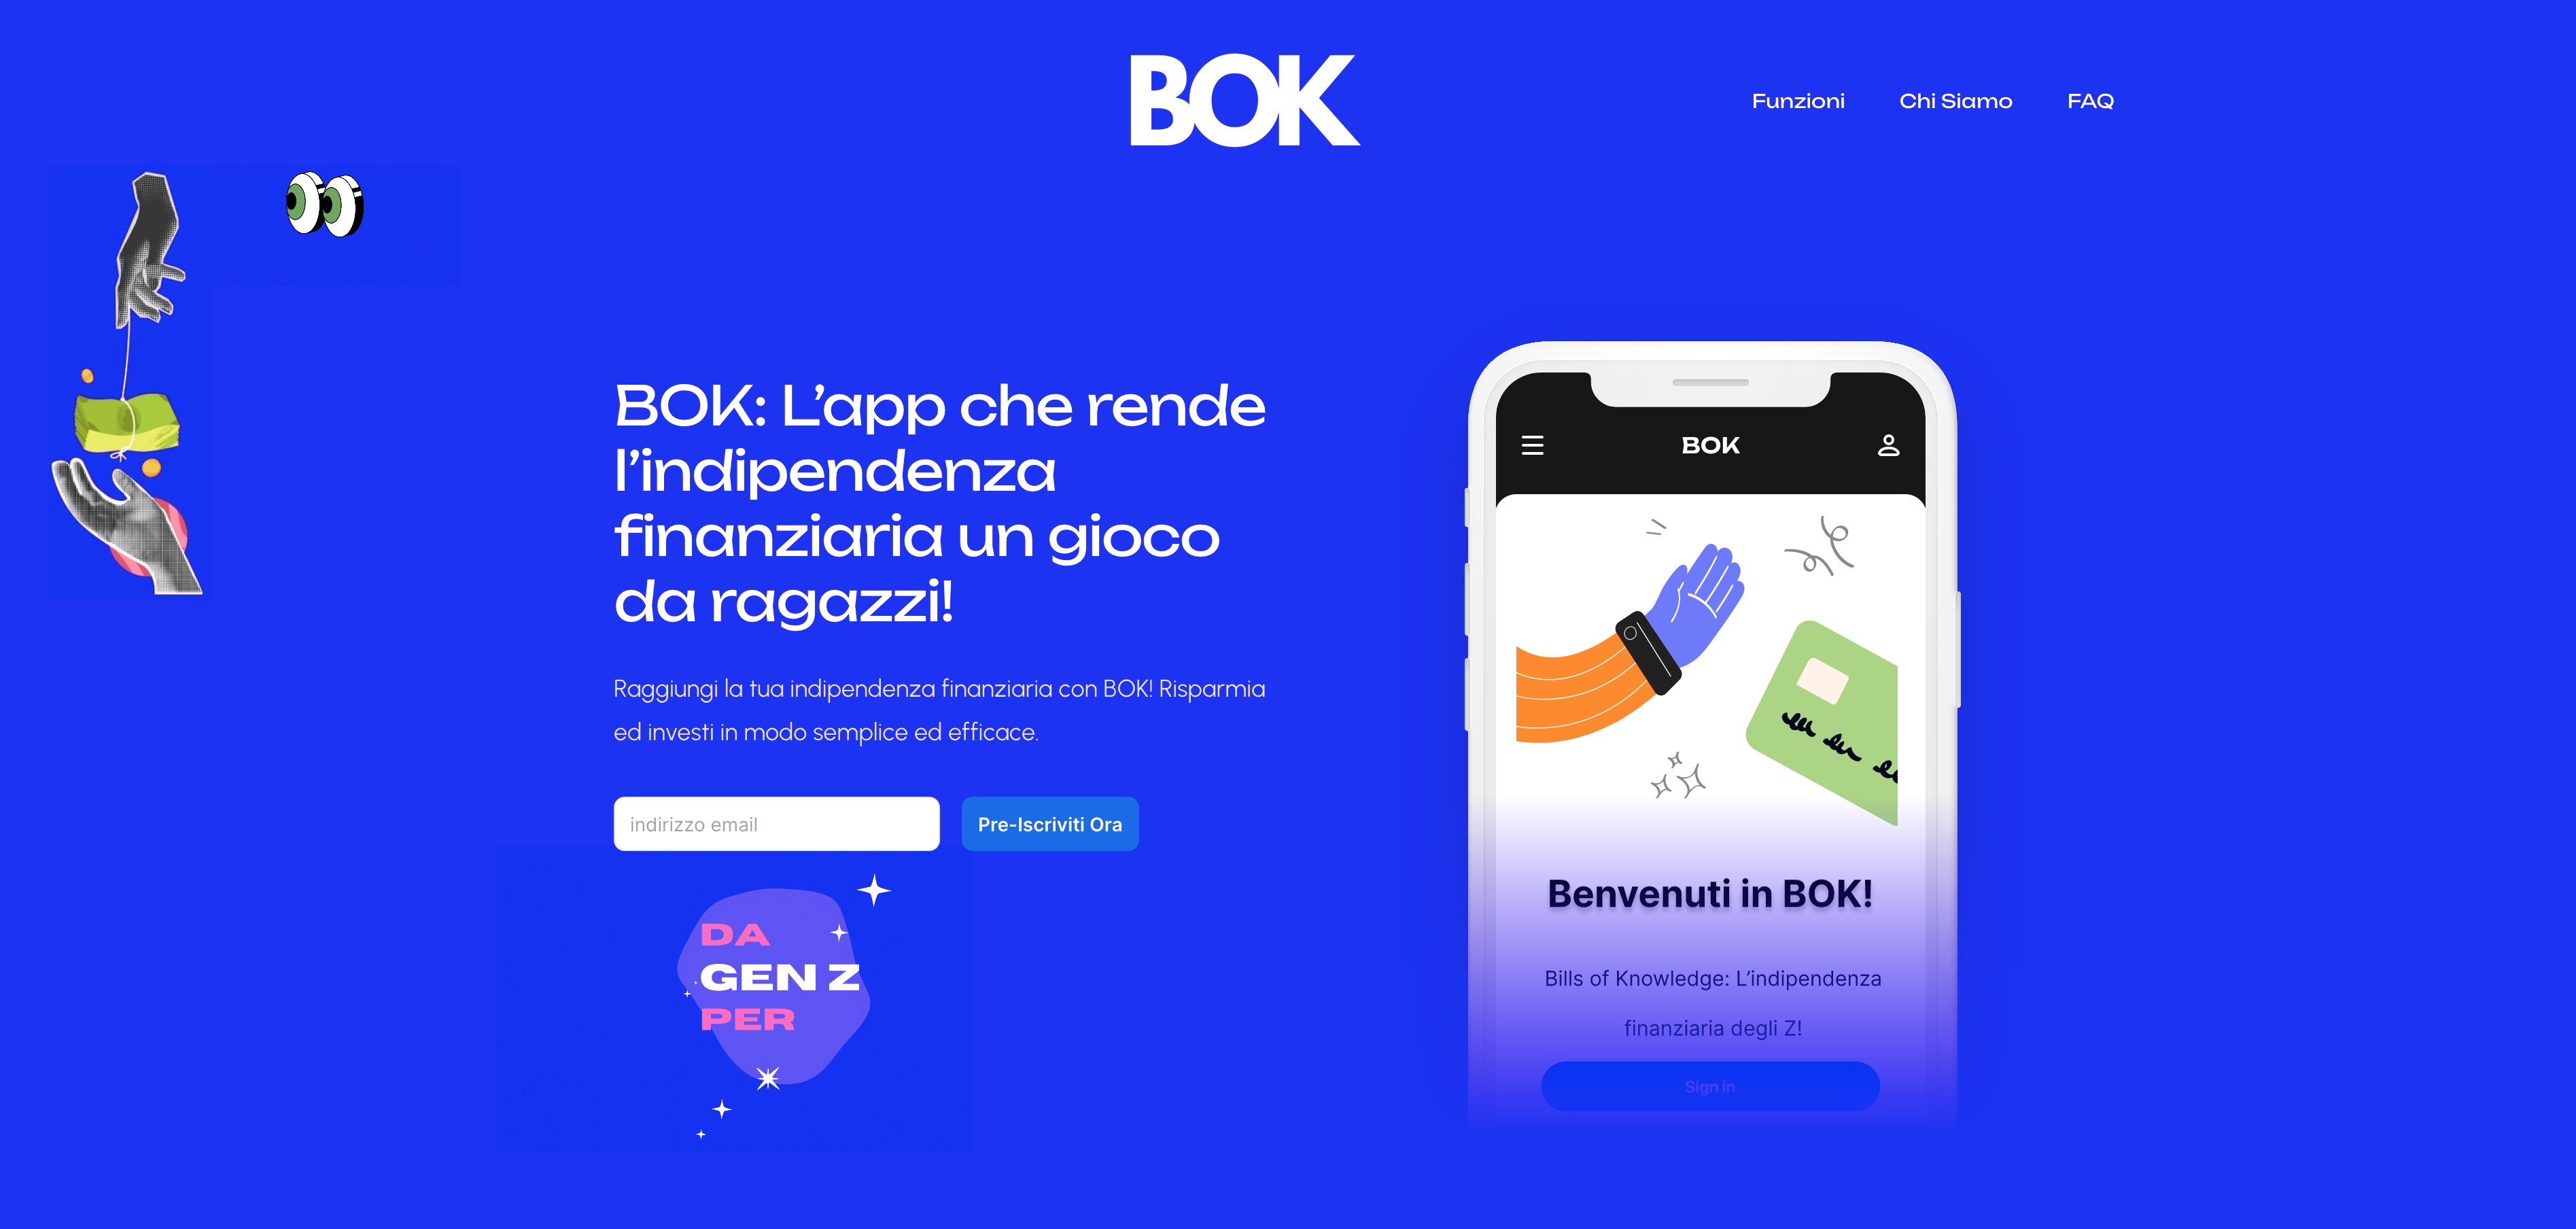 BOK
Funzioni
Chi Siamo
FAQ
BOK: L’app che rende
l’indipendenza
finanziaria un gioco
da ragazzi!
Raggiungi la tua indipendenza finanziaria con BOK! Risparmia
ed investi in modo semplice ed efficace.
indirizzo email
Pre-Iscriviti Ora
DA
GEN Z
PER
BOK
Benvenuti in BOK!
Bills of Knowledge: L’indipendenza
finanziaria degli Z!
Sign in